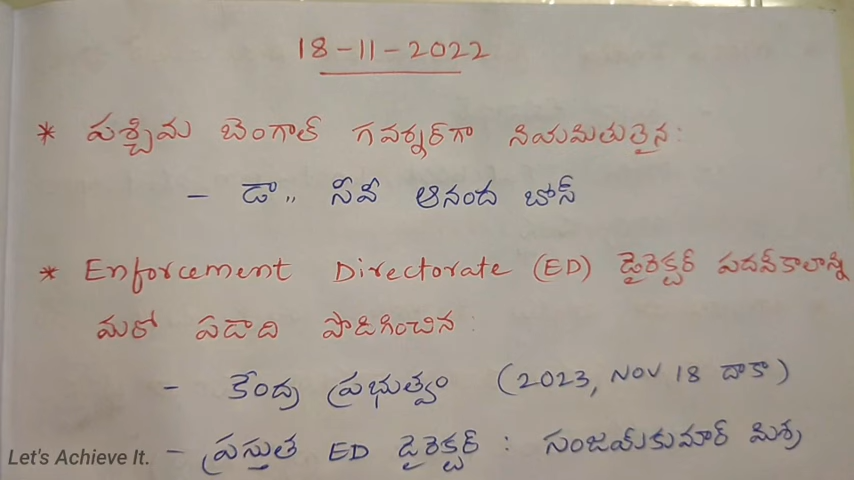 18-11-2022
* పశ్చిమ బెంగాల్ గవర్నర్‌గా నియమితులైన:
- డా,, సివి ఆనంద బోస్
* Enforcement Directorate (ED) డైరెక్టర్ పదవీకాలాన్ని
మరో ఏడాది పొడిగించిన:
- కేంద్ర ప్రభుత్వం (2023, Nov 18 దాకా)
- ప్రస్తుత ED డైరెక్టర్ : సంజయ్‌కుమార్ మిశ్ర
Let's Achieve It.